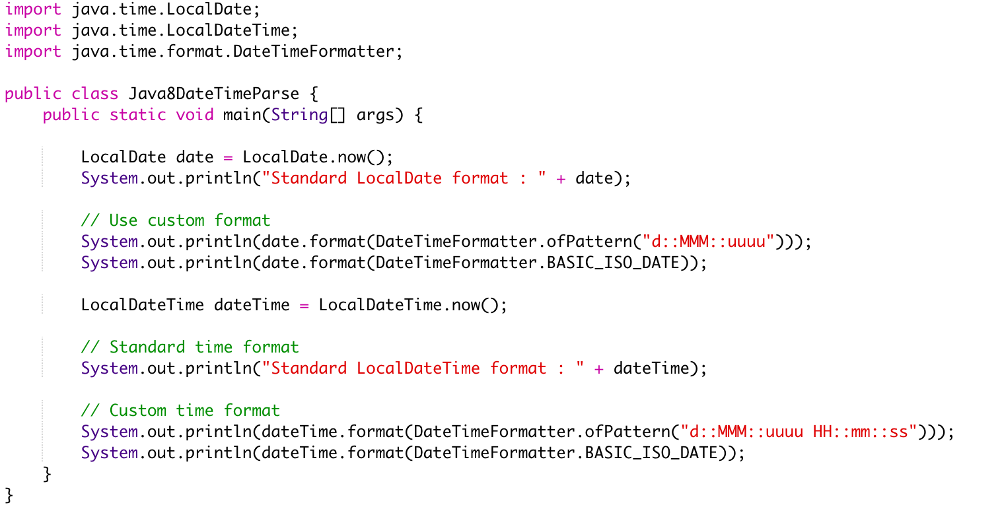 import java.time.LocalDate;
import java.time.LocalDateTime;
import java.time.format.DateTimeFormatter;

public class Java8DateTimeParse {
    public static void main(String[] args) {

        LocalDate date = LocalDate.now();
        System.out.println("Standard LocalDate format : " + date);

        // Use custom format
        System.out.println(date.format(DateTimeFormatter.ofPattern("d::MMM::uuuu")));
        System.out.println(date.format(DateTimeFormatter.BASIC_ISO_DATE));

        LocalDateTime dateTime = LocalDateTime.now();

        // Standard time format
        System.out.println("Standard LocalDateTime format : " + dateTime);

        // Custom time format
        System.out.println(dateTime.format(DateTimeFormatter.ofPattern("d::MMM::uuuu HH::mm::ss")));
        System.out.println(dateTime.format(DateTimeFormatter.BASIC_ISO_DATE));
    }
}